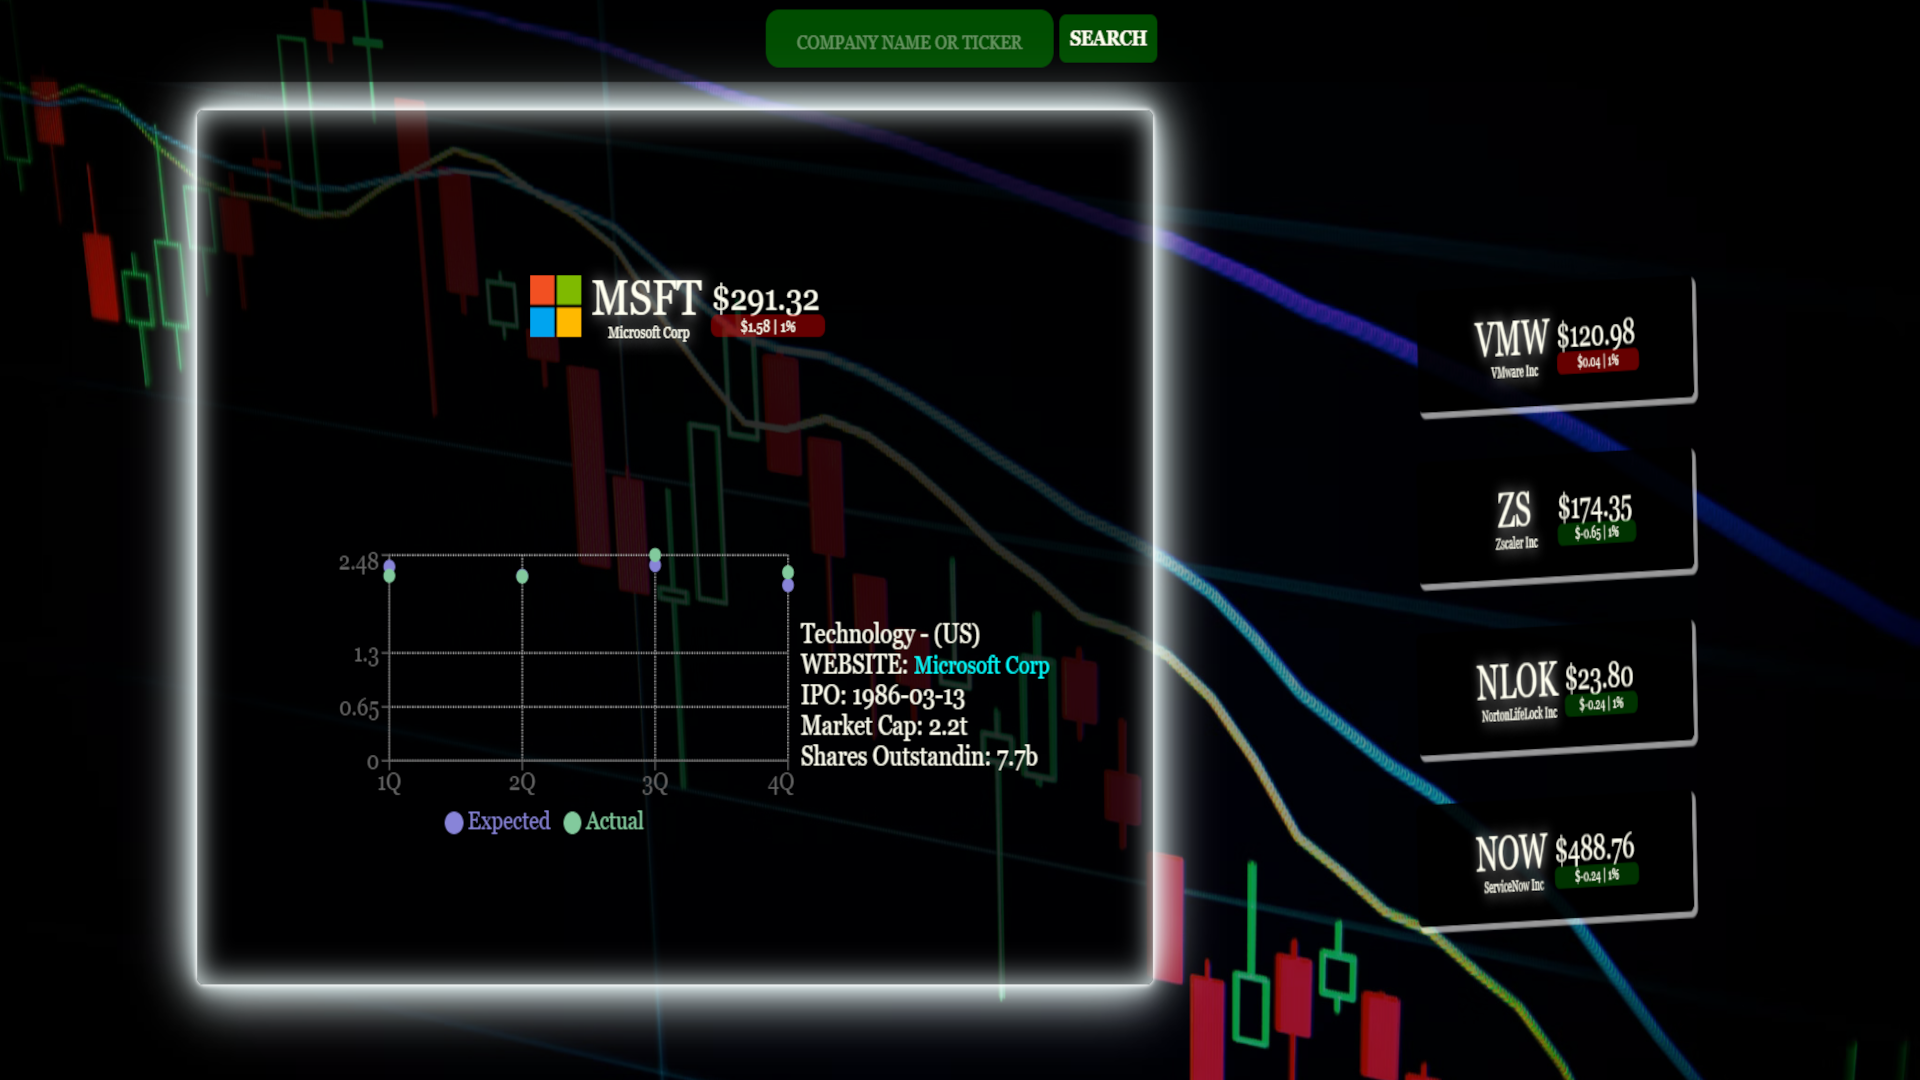 COMPANY NAME OR TICKER
SEARCH
MSFT $291.32
Microsoft Corp $1.58 | 1%
2.48
1.3
0.65
0
1Q 2Q 3Q 4Q
Expected Actual
Technology - (US)
WEBSITE: Microsoft Corp
IPO: 1986-03-13
Market Cap: 2.2t
Shares Outstandin: 7.7b
VMW $120.98
VMware Inc $0.04 | 1%
ZS $174.35
Zscaler Inc $-0.65 | 1%
NLOK $23.80
NortonLifeLock Inc $-0.24 | 1%
NOW $488.76
ServiceNow Inc $-0.24 | 1%